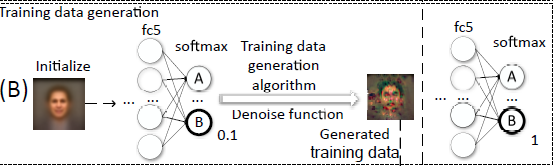 Training data generation
fc5
softmax
Initialize
(B)
A
B
... ... ...
0.1
Training data
generation
algorithm
Denoise function
Generated
training data
fc5
softmax
A
B
... ... ...
1